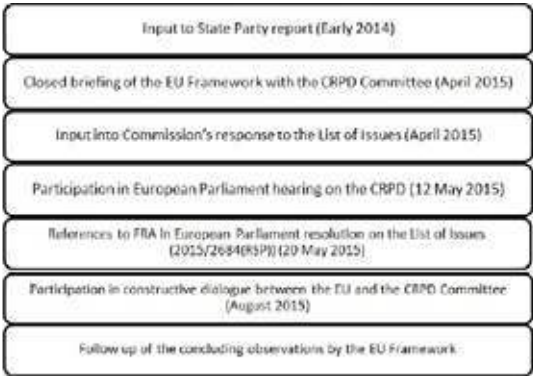 Input to State Party report (Early 2014)
Closed briefing of the EU Framework with the CRPD Committee (April 2015)
Input into Commission's response to the List of Issues (April 2015)
Participation in European Parliament hearing on the CRPD (12 May 2015)
References to FRA in European Parliament resolution on the List of Issues
(2015/2684(RSP)) (20 May 2015)
Participation in constructive dialogue between the EU and the CRPD Committee
(August 2015)
Follow up of the concluding observations by the EU Framework